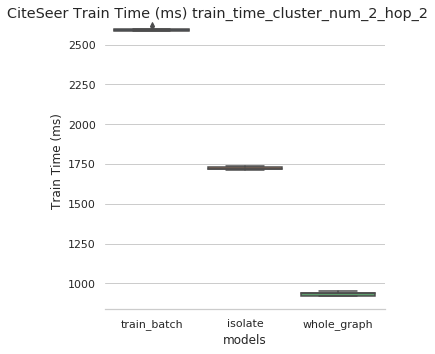 CiteSeer Train Time (ms) train_time_cluster_num_2_hop_2
2500
2250
2000
1750
1500
1250
1000
Train Time (ms)
train_batch isolate whole_graph
models